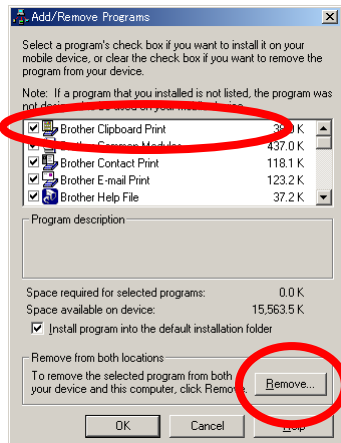 Add/Remove Programs
Select a program's check box if you want to install it on your
mobile device, or clear the check box if you want to remove the
program from your device.
Note: If a program that you installed is not listed, the program was
not
Brother Clipboard Print K
Brother Common Modules 437.0 K
Brother Contact Print 118.1 K
Brother E-mail Print 123.2 K
Brother Help File 37.2 K
Program description
Space required for selected programs: 0.0 K
Space available on device: 15,563.5 K
Install program into the default installation folder
Remove from both locations
To remove the selected program from both
your device and this computer, click Remove.
Remove...
OK Cancel Help